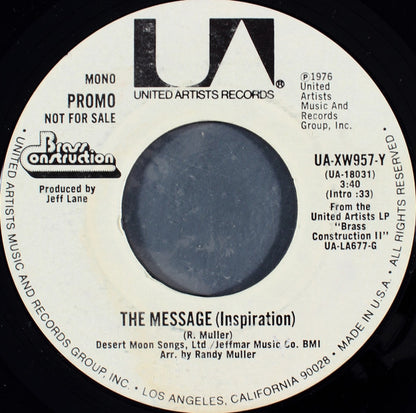 UA®
UNITED ARTISTS RECORDS
MONO
PROMO
NOT FOR SALE
Brass
Construction
Produced by
Jeff Lane
℗1976
United
Artists
Music And
Records
Group, Inc.
UA-XW957-Y
(UA-18031)
3:40
(Intro :33)
From the
United Artists LP
"Brass
Construction II"
UA-LA677-G
THE MESSAGE (Inspiration)
(R. Muller)
Desert Moon Songs, Ltd /Jeffmar Music Co. BMI
Arr. by Randy Muller
• UNITED ARTISTS MUSIC AND RECORDS GROUP, INC. • LOS ANGELES, CALIFORNIA 90028 • MADE IN U.S.A. • ALL RIGHTS RESERVED •